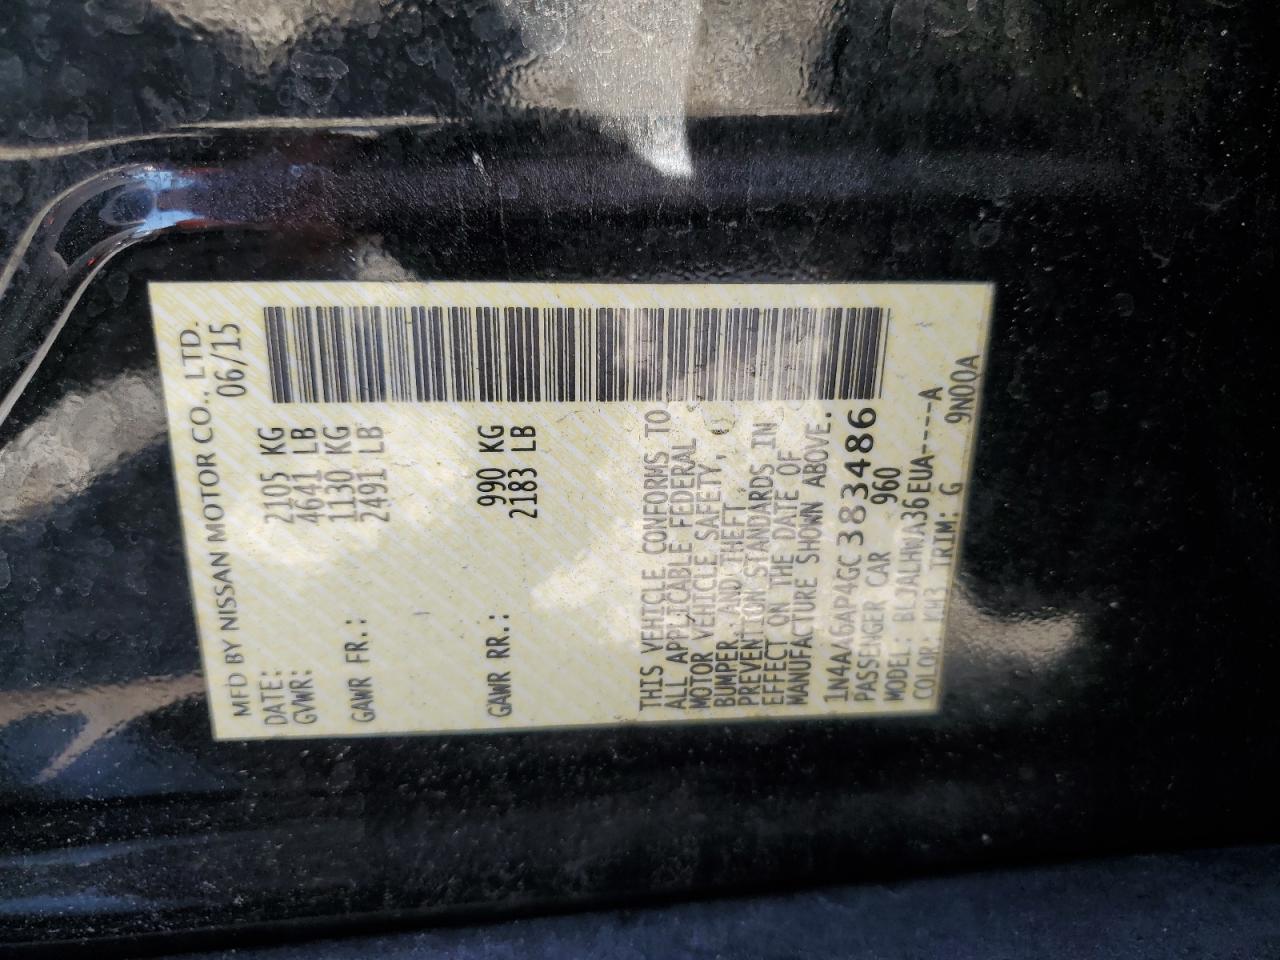 MFD BY NISSAN MOTOR CO., LTD.
DATE: 06/15
GVWR: 2105 KG
4641 LB
GAWR FR.: 1130 KG
2491 LB
GAWR RR.: 990 KG
2183 LB
THIS VEHICLE CONFORMS TO
ALL APPLICABLE FEDERAL
MOTOR VEHICLE SAFETY,
BUMPER, AND THEFT
PREVENTION STANDARDS IN
EFFECT ON THE DATE OF
MANUFACTURE SHOWN ABOVE.
1N4AA6AP4GC383486
PASSENGER CAR 960
MODEL: BLJALHWA36EUA----A
COLOR: KH3 TRIM: G 9N00A